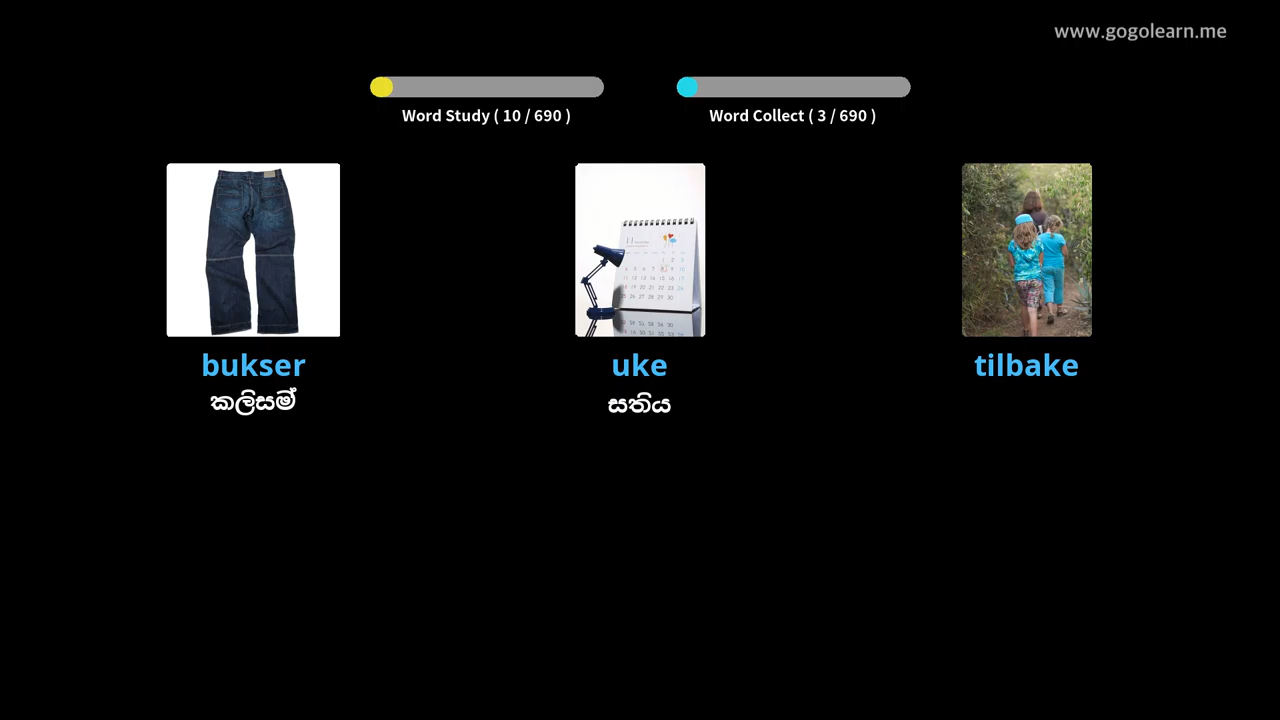 www.gogolearn.me
Word Study ( 10 / 690 )
Word Collect ( 3 / 690 )
bukser
uke
tilbake
කලිසම්
සතිය